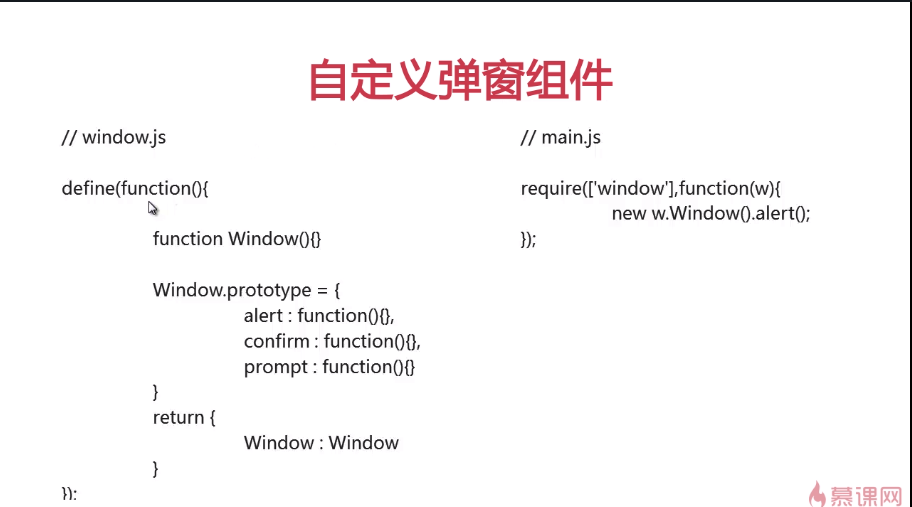 自定义弹窗组件
// window.js
define(function(){
function Window(){}
Window.prototype = {
alert : function(){},
confirm : function(){},
prompt : function(){}
}
return {
Window : Window
}
});
// main.js
require(['window'],function(w){
new w.Window().alert();
});
慕课网